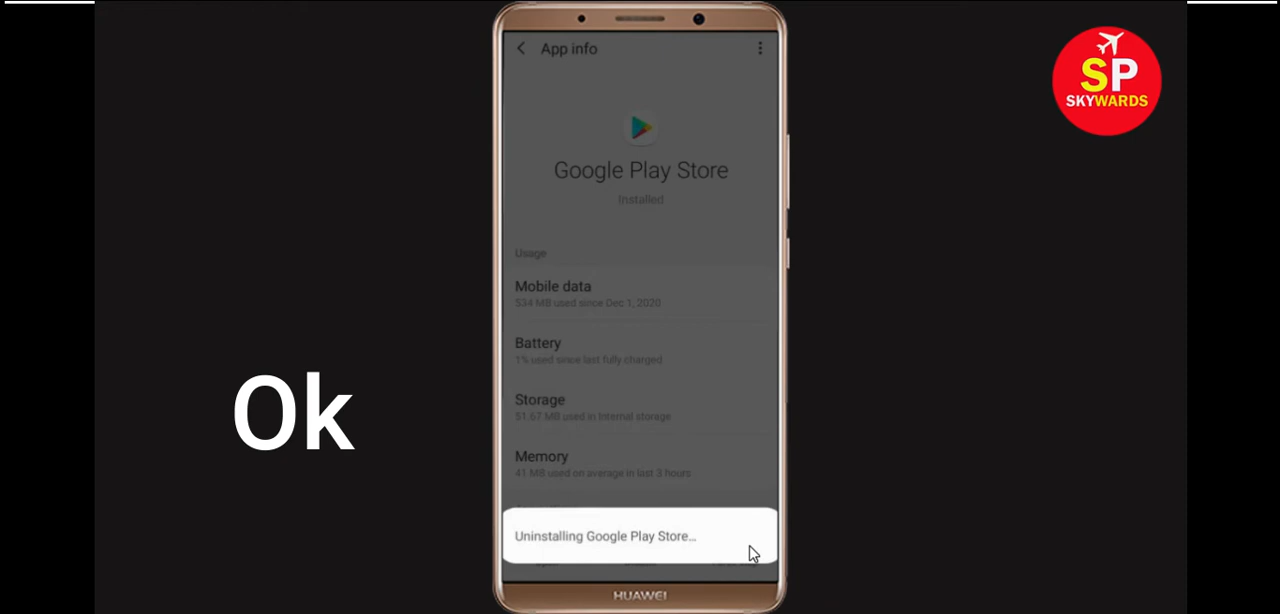 App info
SP
SKYWARDS
Google Play Store
Installed
Usage
Mobile data
534 MB used since Dec 1, 2020
Battery
1% used since last fully charged
Ok
Storage
51.67 MB used in Internal storage
Memory
41 MB used on average in last 3 hours
Uninstalling Google Play Store...
HUAWEI